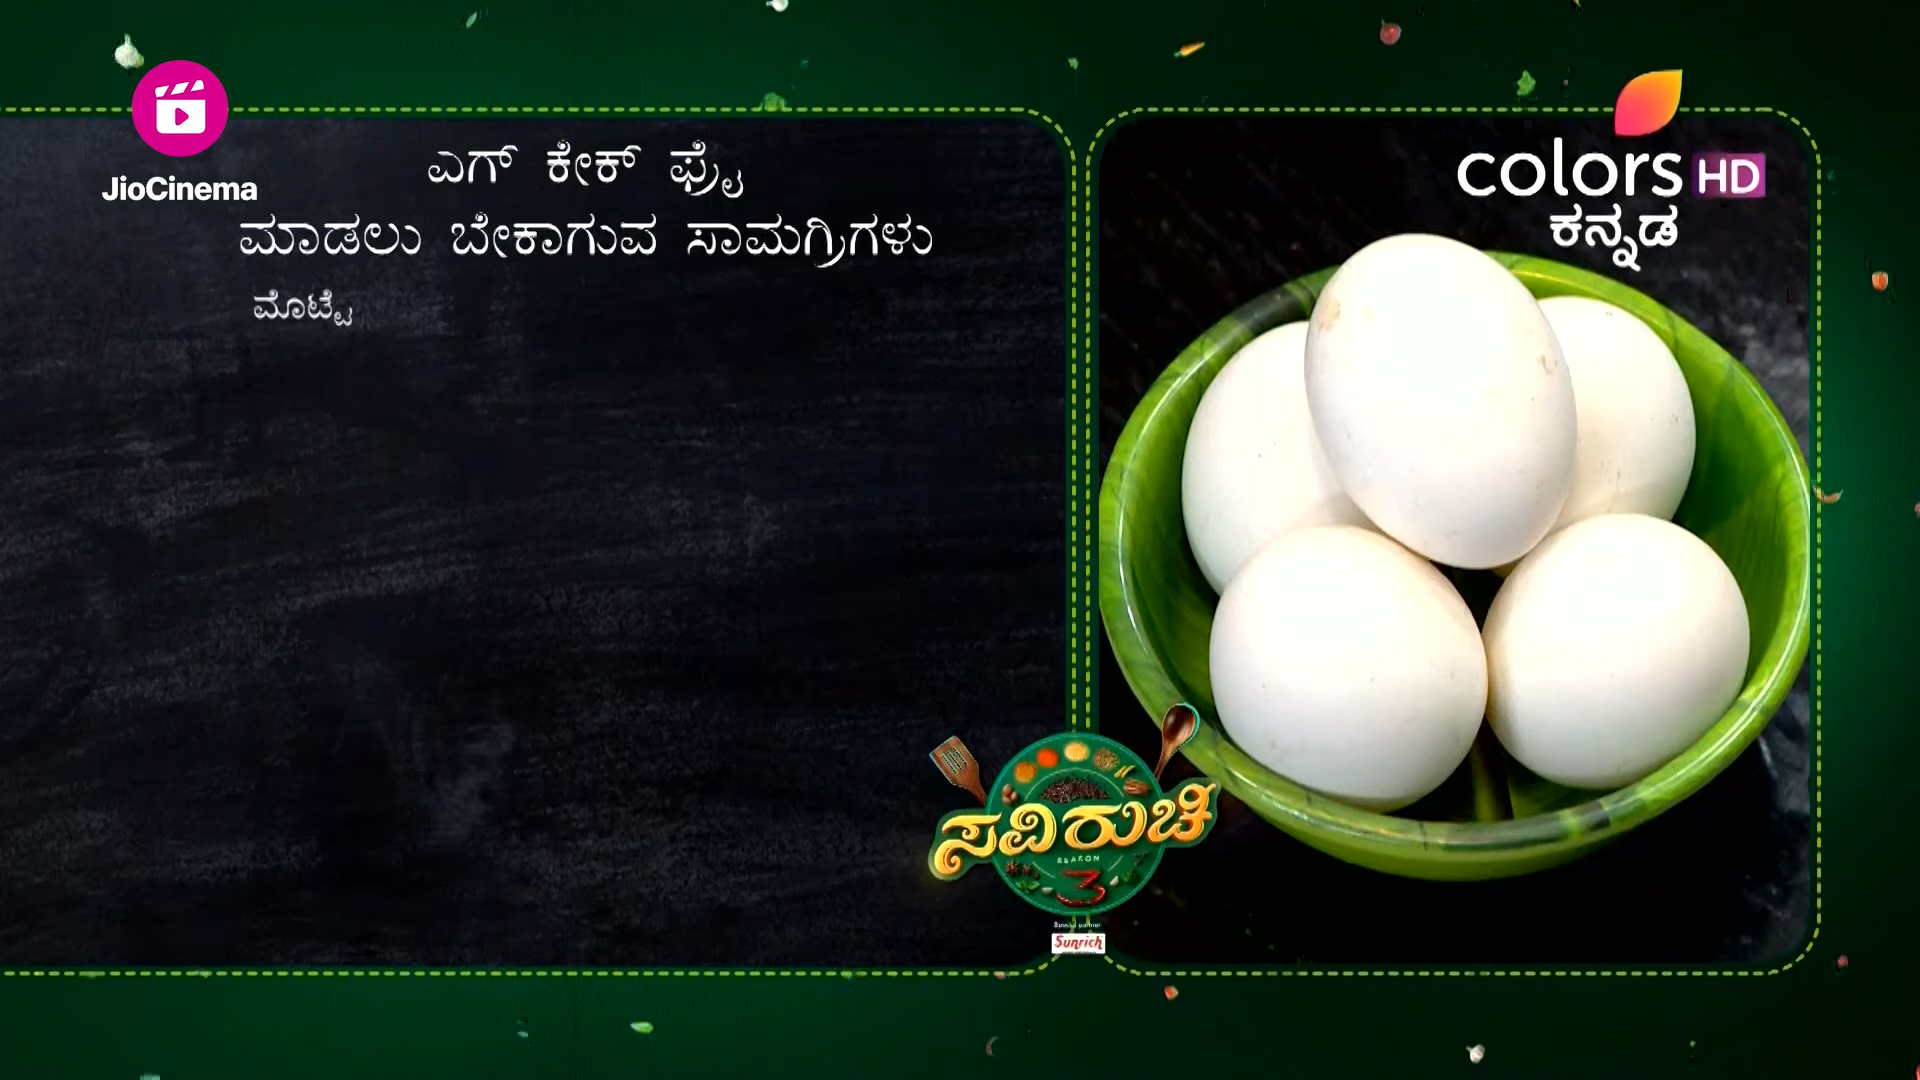 JioCinema
ಎಗ್ ಕೇಕ್ ಫ್ರೈ
ಮಾಡಲು ಬೇಕಾಗುವ ಸಾಮಗ್ರಿಗಳು
ಮೊಟ್ಟೆ
colors HD
ಕನ್ನಡ
ಸವಿರುಚಿ
SEASON
3
Sunrich